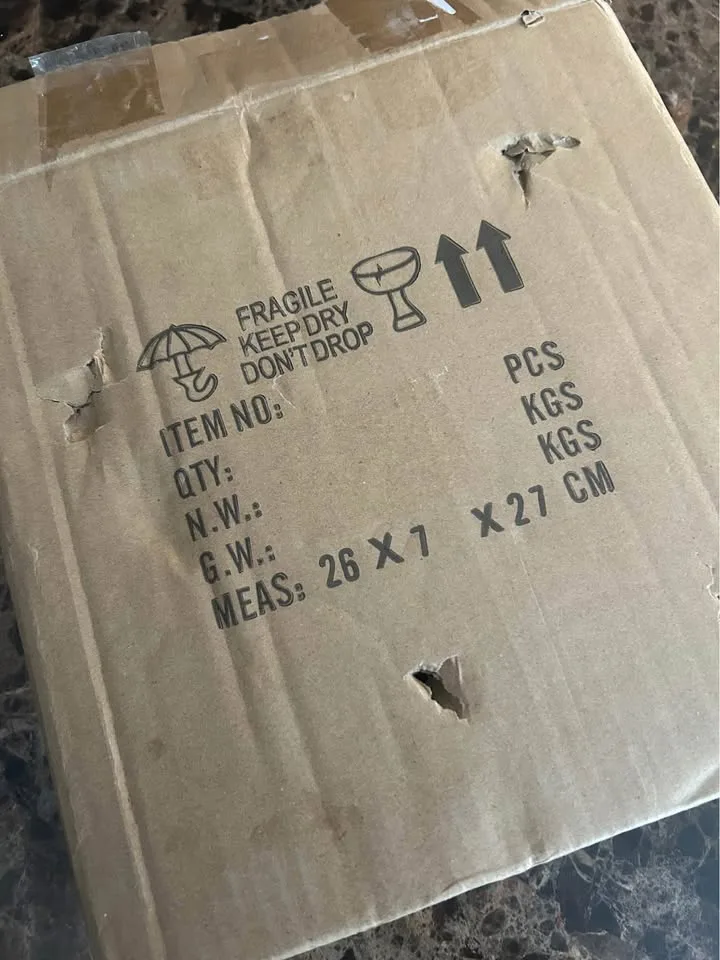 FRAGILE
KEEP DRY
DON'T DROP
ITEM NO:
QTY: PCS
N.W.: KGS
G.W.: KGS
MEAS: 26 X 7 X 27 CM